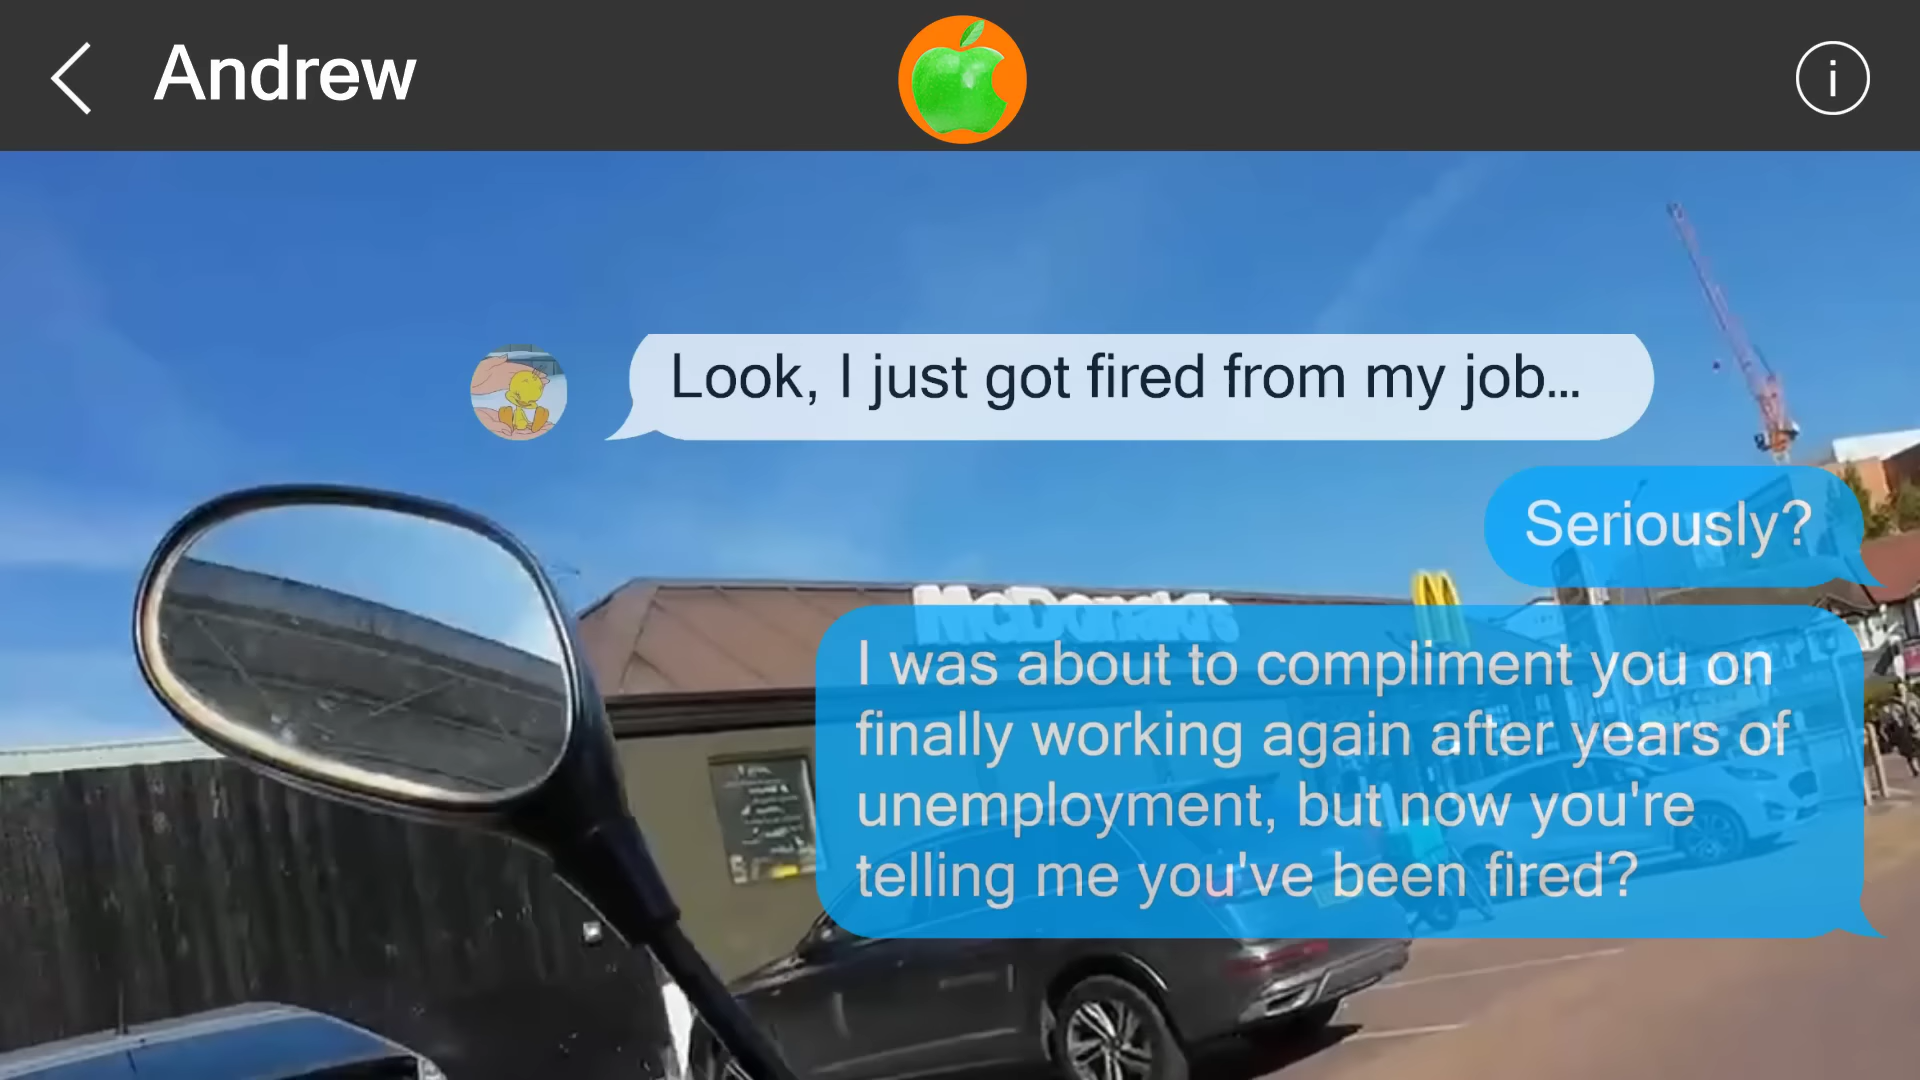 Andrew
i
Look, I just got fired from my job...
Seriously?
McDonald's
I was about to compliment you on
finally working again after years of
unemployment, but now you're
telling me you've been fired?